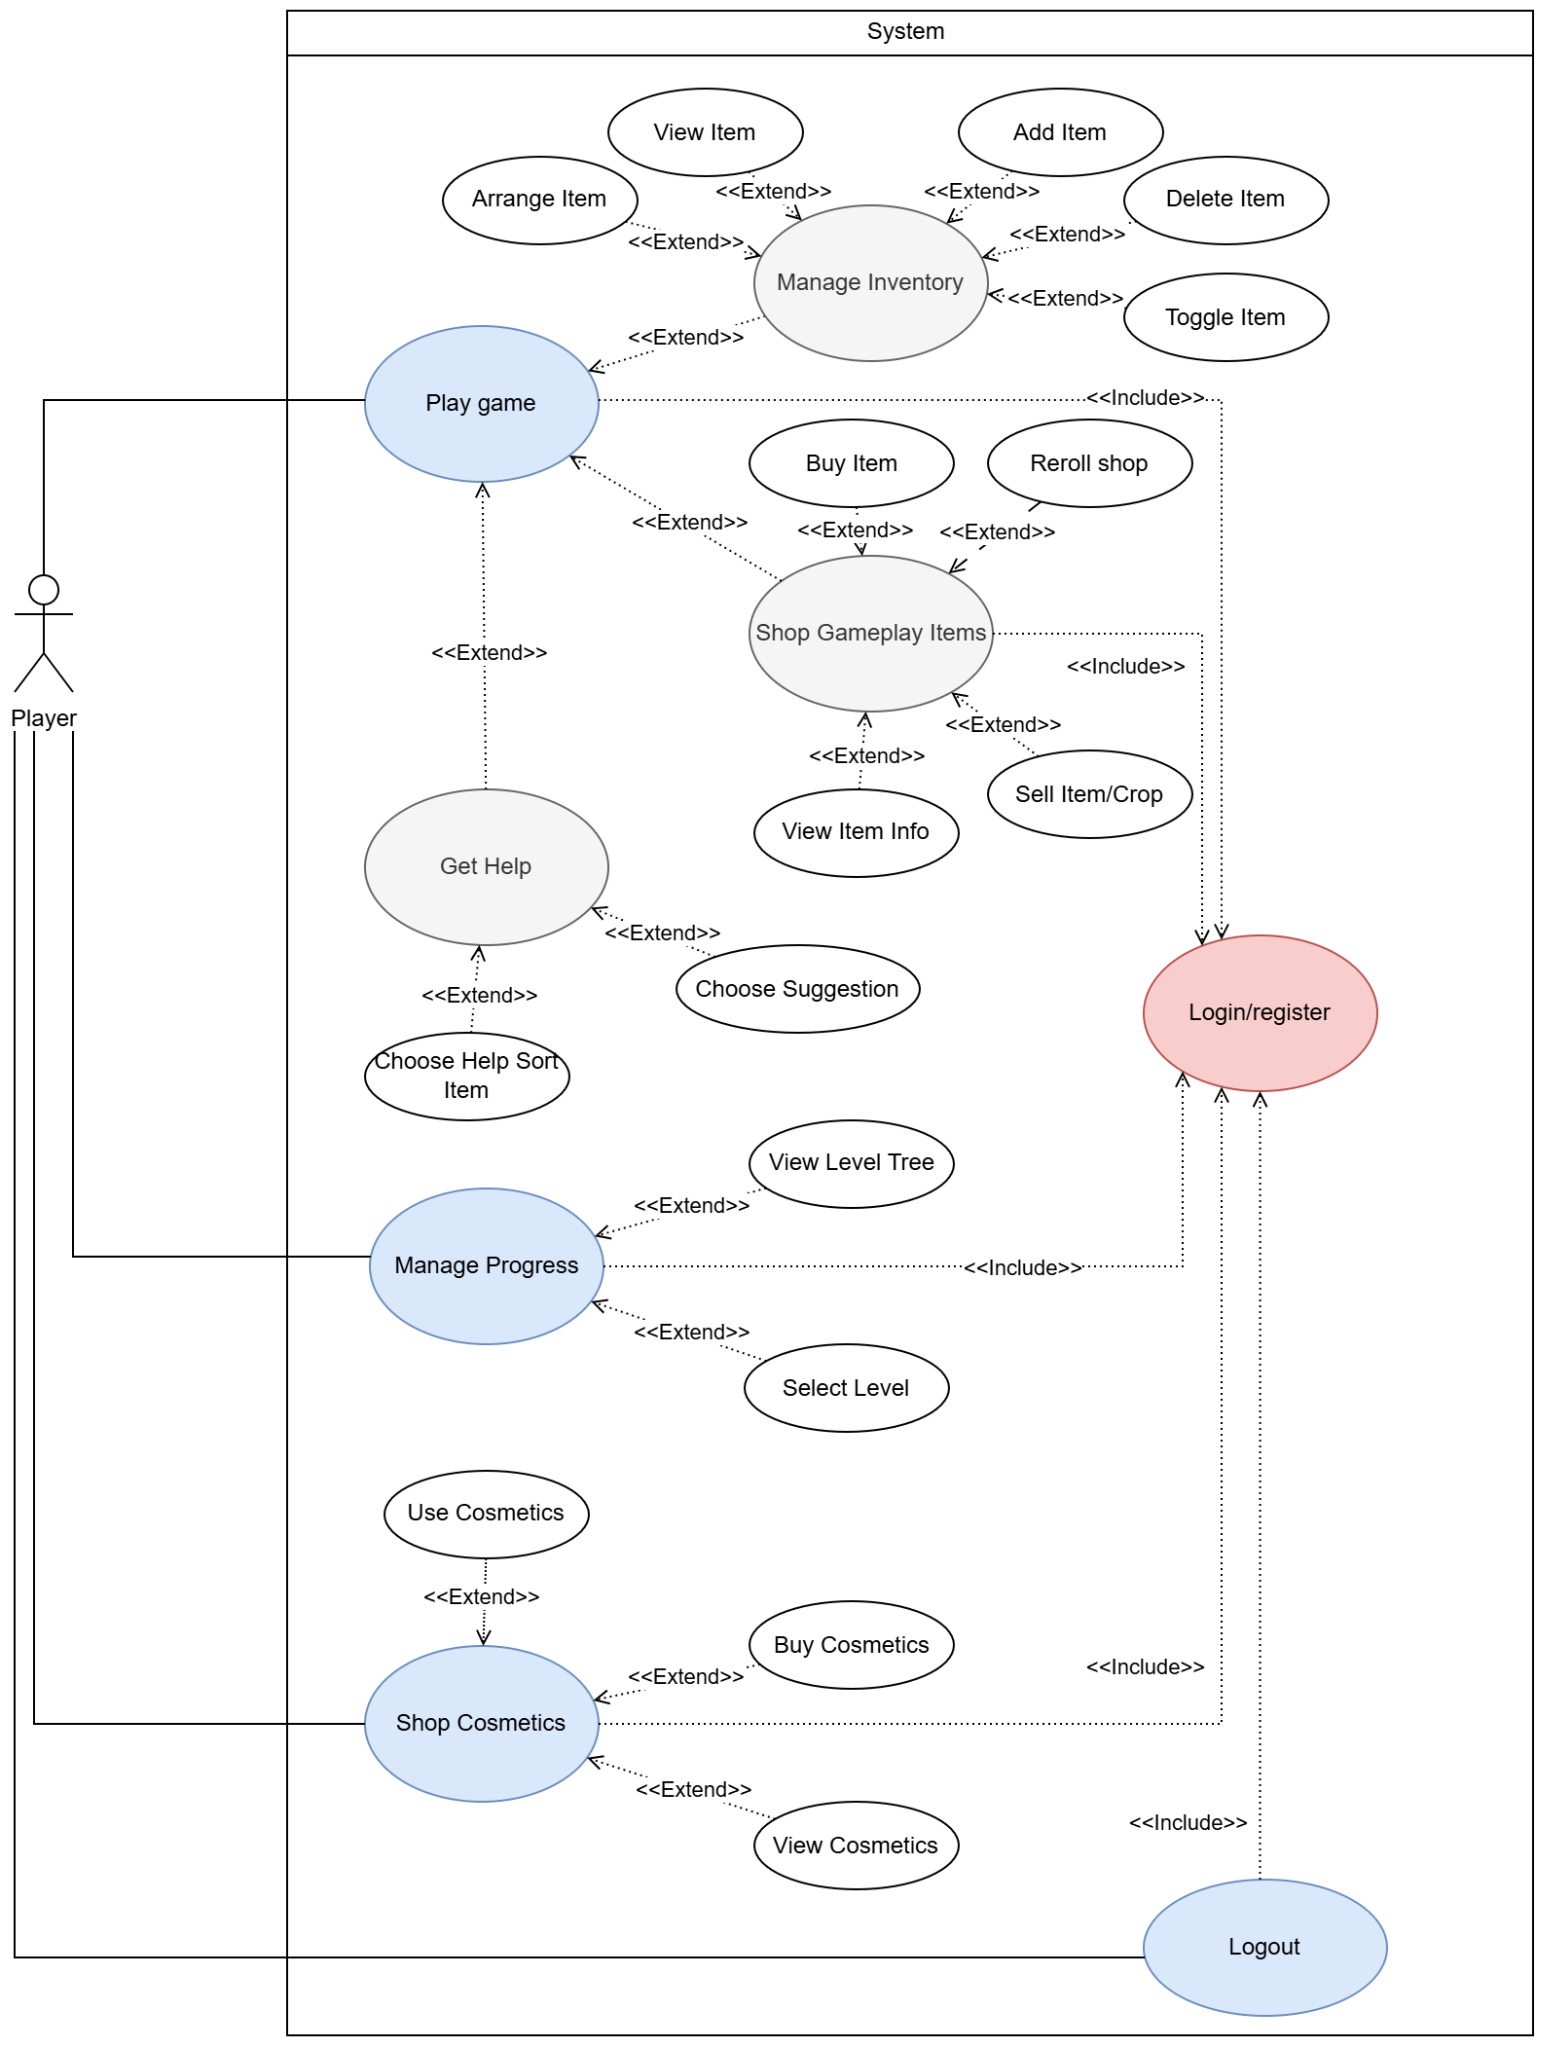 System
View Item
Add Item
Arrange Item
Delete Item
<<Extend>>
<<Extend>>
<<Extend>>
<<Extend>>
Manage Inventory
<<Extend>>
Toggle Item
<<Extend>>
Play game
<<Include>>
Buy Item
Reroll shop
<<Extend>>
<<Extend>>
<<Extend>>
Shop Gameplay Items
<<Extend>>
<<Include>>
Player
<<Extend>>
<<Extend>>
Sell Item/Crop
View Item Info
Get Help
<<Extend>>
Choose Suggestion
<<Extend>>
Login/register
Choose Help Sort
Item
View Level Tree
<<Extend>>
Manage Progress
<<Include>>
<<Extend>>
Select Level
Use Cosmetics
<<Extend>>
Buy Cosmetics
<<Extend>>
<<Include>>
Shop Cosmetics
<<Extend>>
<<Include>>
View Cosmetics
Logout